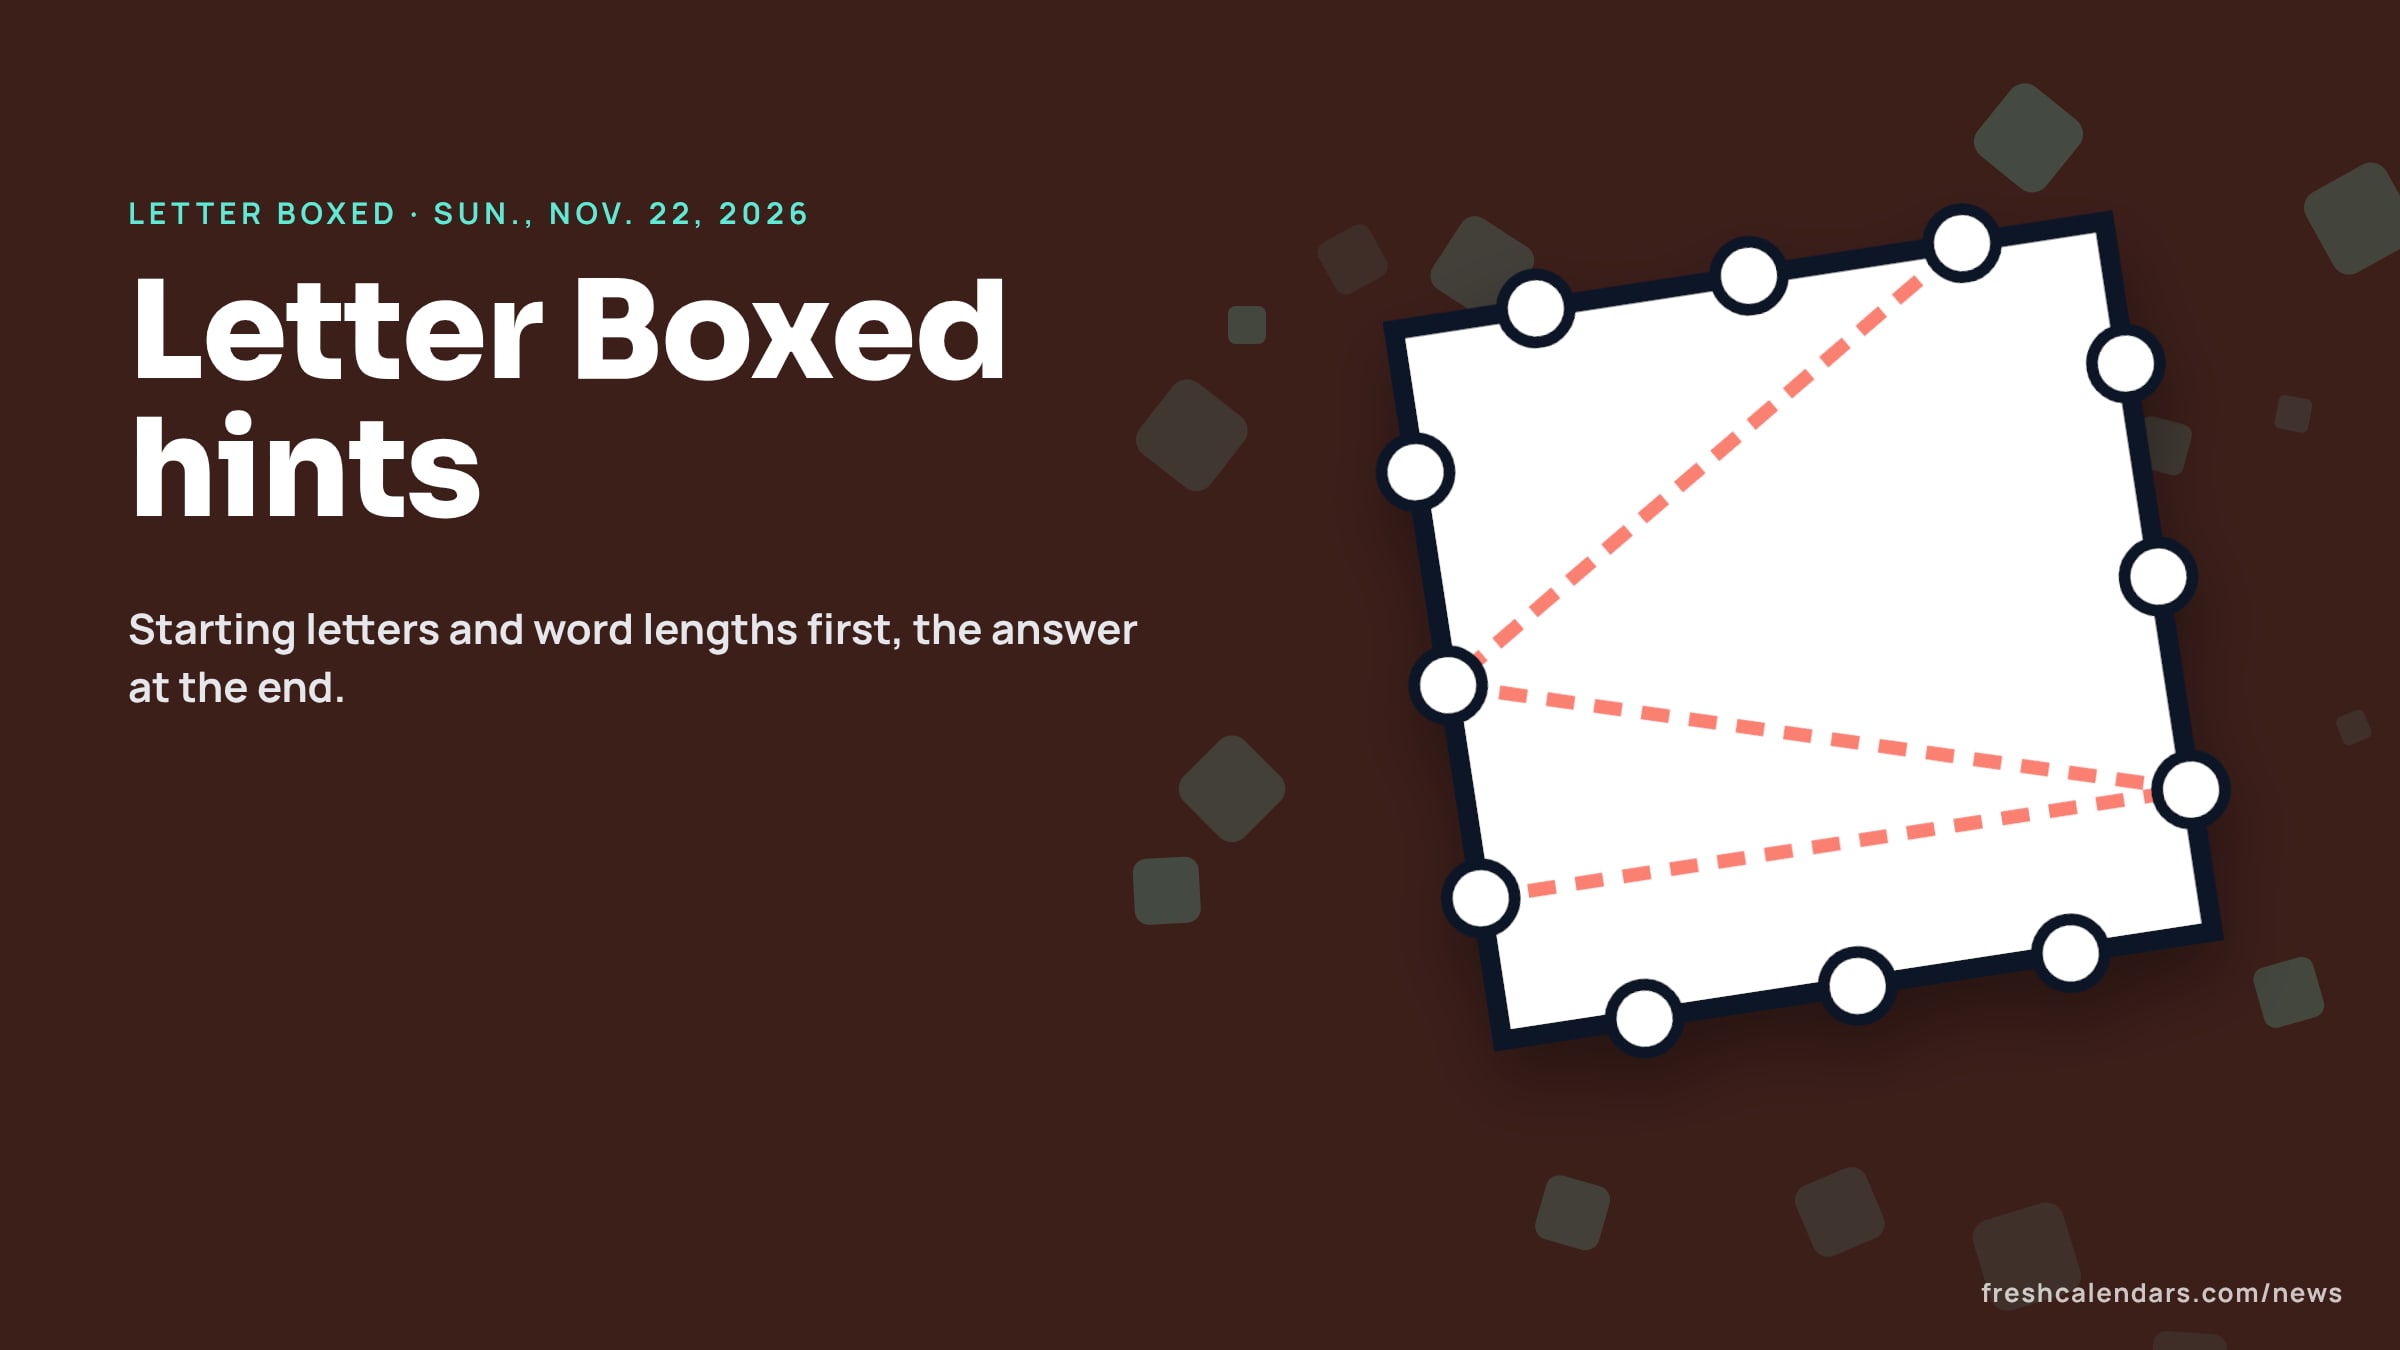 LETTER BOXED · SUN., NOV. 22, 2026
Letter Boxed
hints
Starting letters and word lengths first, the answer
at the end.
freshcalendars.com/news